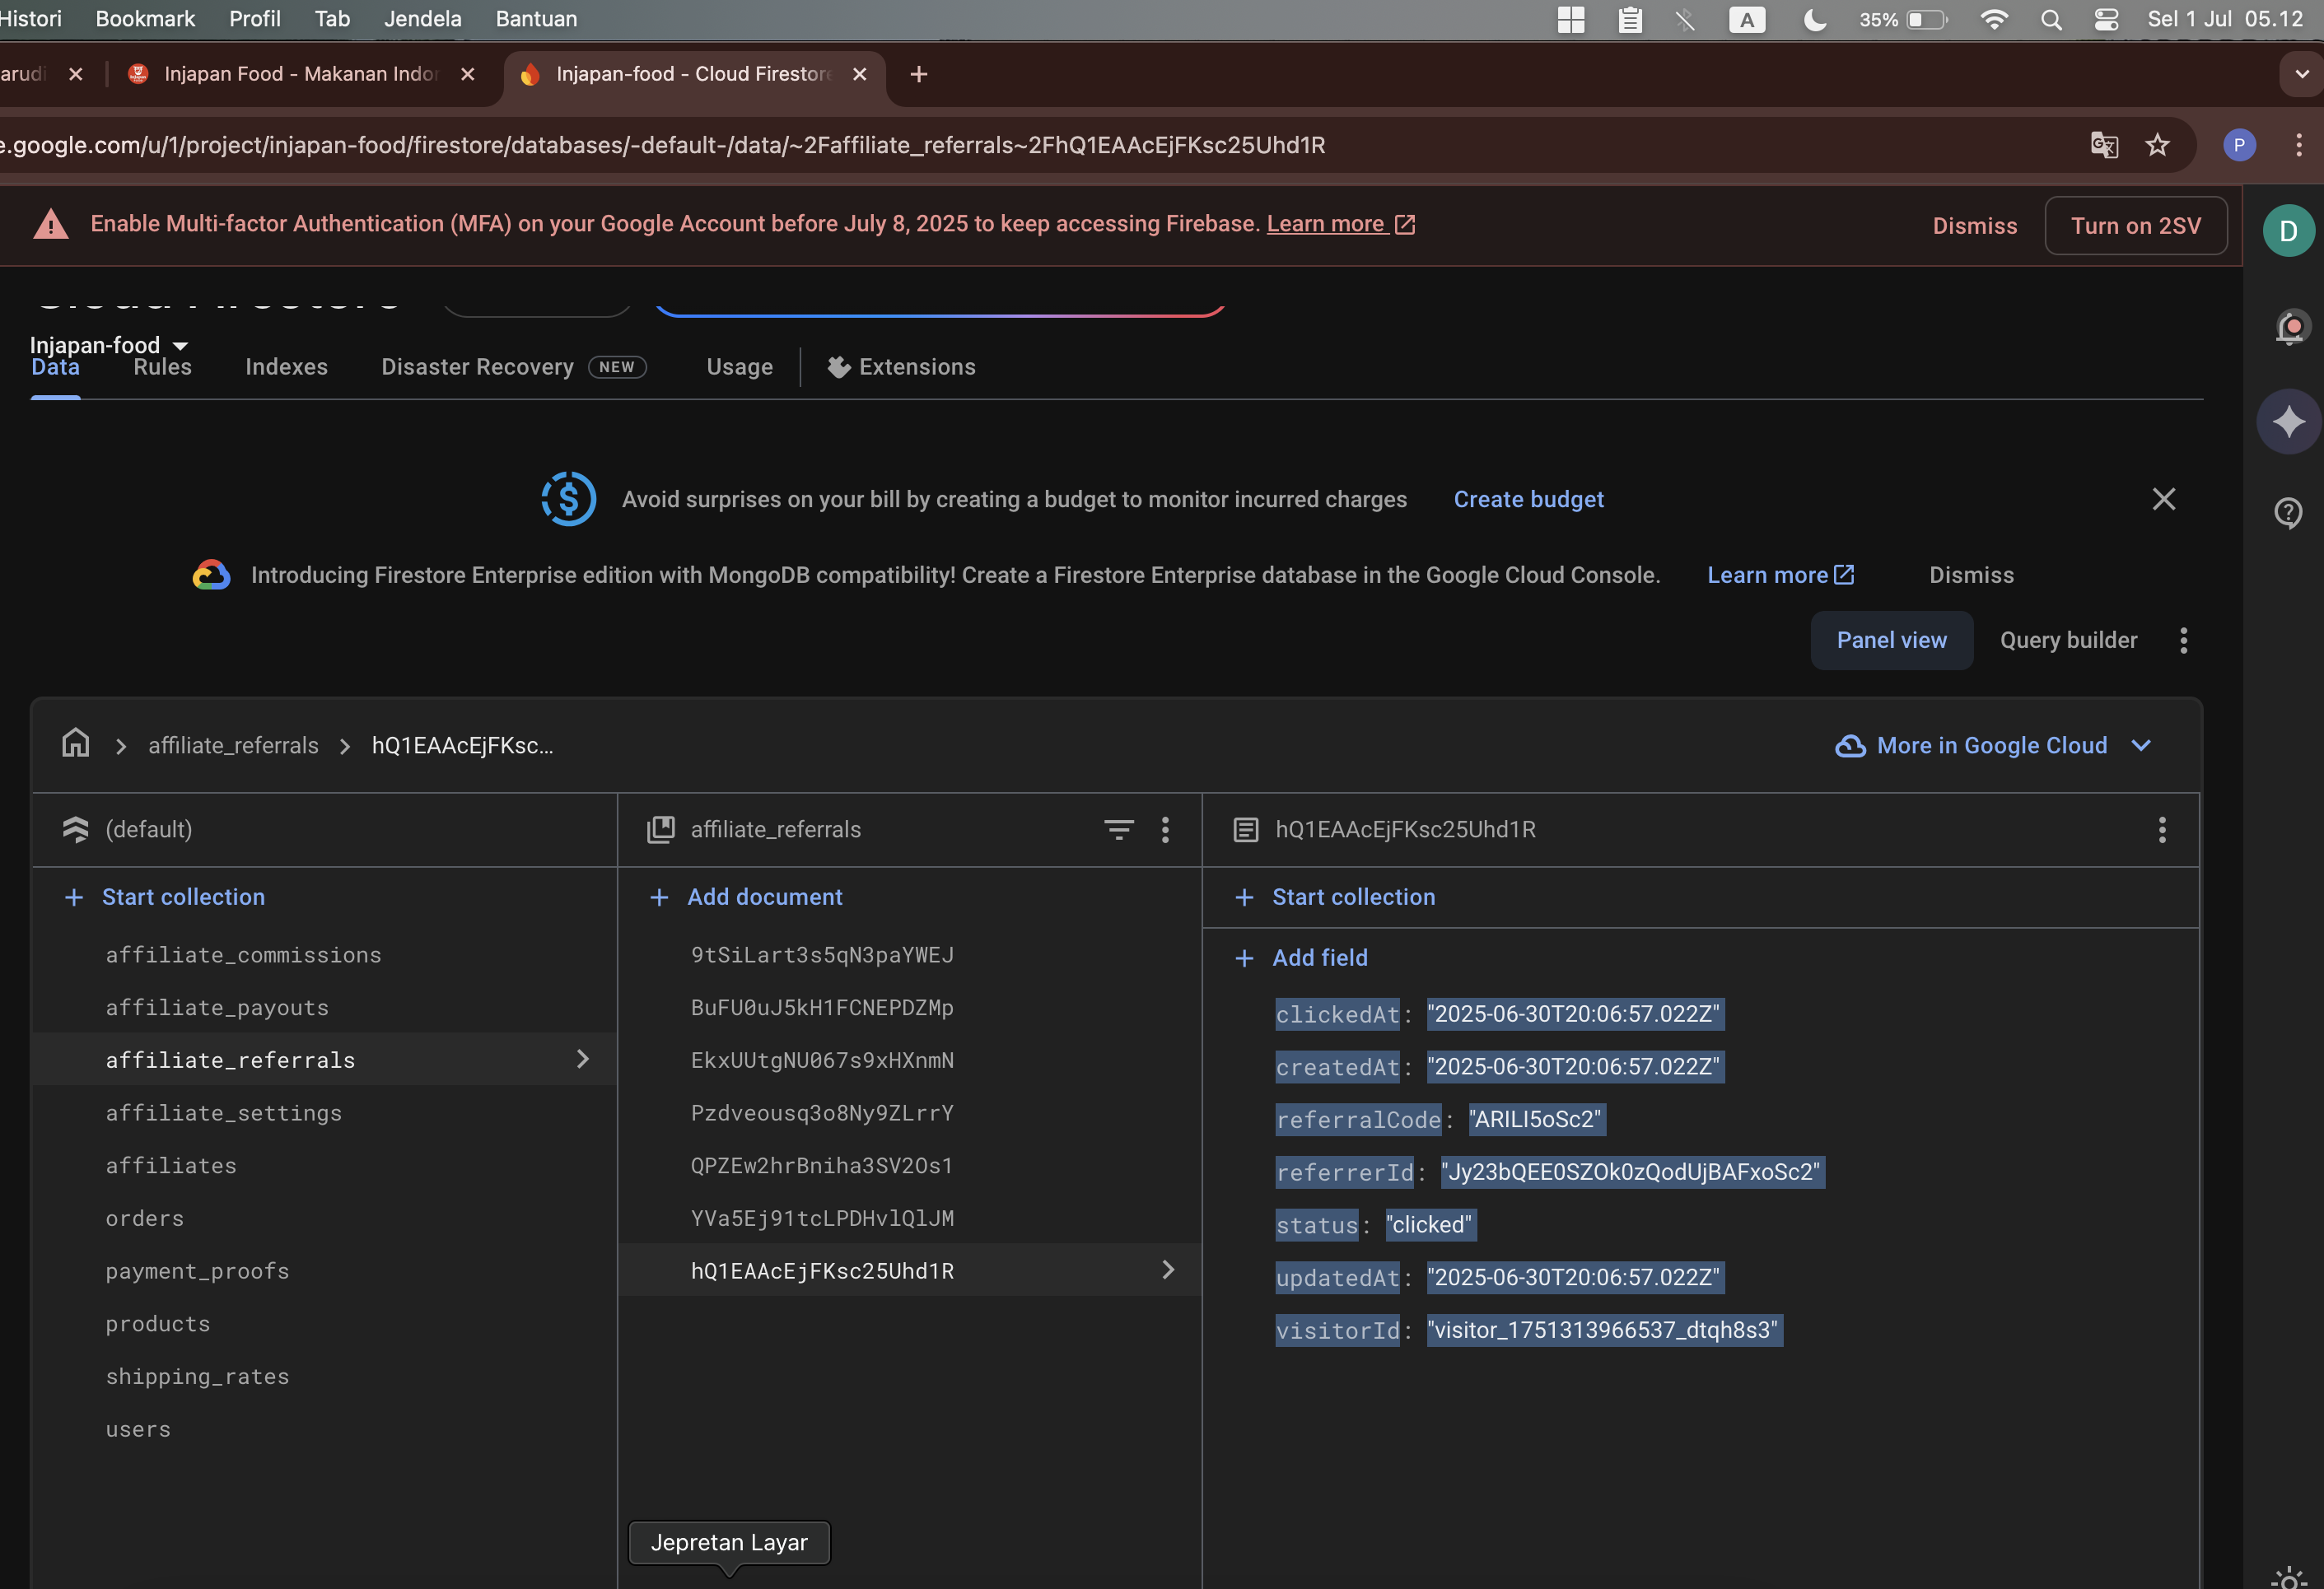 Histori Bookmark Profil Tab Jendela Bantuan A 35% Sel 1 Jul 05.12
Injapan Food - Makanan Indon Injapan-food - Cloud Firestore
e.google.com/u/1/project/injapan-food/firestore/databases/-default-/data/~2Faffiliate_referrals~2FhQ1EAAcEjFKsc25Uhd1R P
Enable Multi-factor Authentication (MFA) on your Google Account before July 8, 2025 to keep accessing Firebase. Learn more Dismiss Turn on 2SV D
Cloud Firestore
Injapan-food
Data Rules Indexes Disaster Recovery NEW Usage Extensions
Avoid surprises on your bill by creating a budget to monitor incurred charges Create budget
Introducing Firestore Enterprise edition with MongoDB compatibility! Create a Firestore Enterprise database in the Google Cloud Console. Learn more Dismiss
Panel view Query builder
affiliate_referrals hQ1EAAcEjFKsc... More in Google Cloud
(default)
Start collection
affiliate_commissions
affiliate_payouts
affiliate_referrals
affiliate_settings
affiliates
orders
payment_proofs
products
shipping_rates
users
affiliate_referrals
Add document
9tSiLart3s5qN3paYWEJ
BuFU0uJ5kH1FCNEPDZMp
EkxUUtgNU067s9xHXnmN
Pzdveousq3o8Ny9ZLrrY
QPZEw2hrBniha3SV2Os1
YVa5Ej91tcLPDHvlQlJM
hQ1EAAcEjFKsc25Uhd1R
hQ1EAAcEjFKsc25Uhd1R
Start collection
Add field
clickedAt: "2025-06-30T20:06:57.022Z"
createdAt: "2025-06-30T20:06:57.022Z"
referralCode: "ARILI5oSc2"
referrerId: "Jy23bQEE0SZOk0zQodUjBAFxoSc2"
status: "clicked"
updatedAt: "2025-06-30T20:06:57.022Z"
visitorId: "visitor_1751313966537_dtqh8s3"
Jepretan Layar